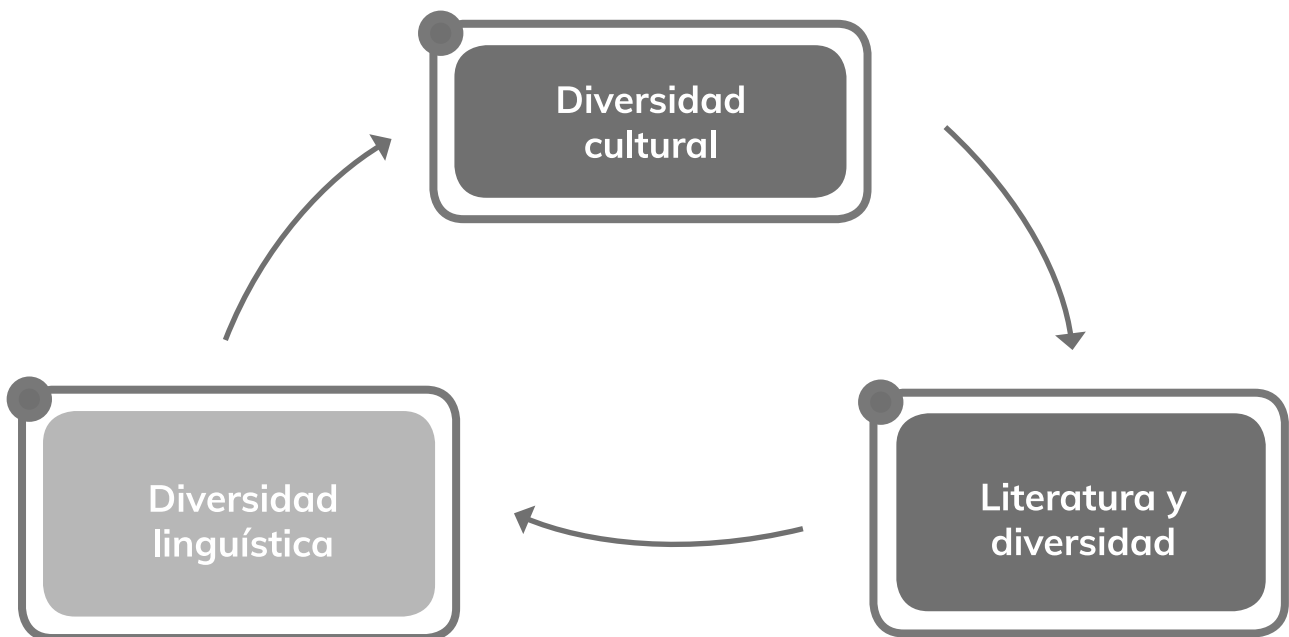 Diversidad
cultural
Diversidad
linguística
Literatura y
diversidad